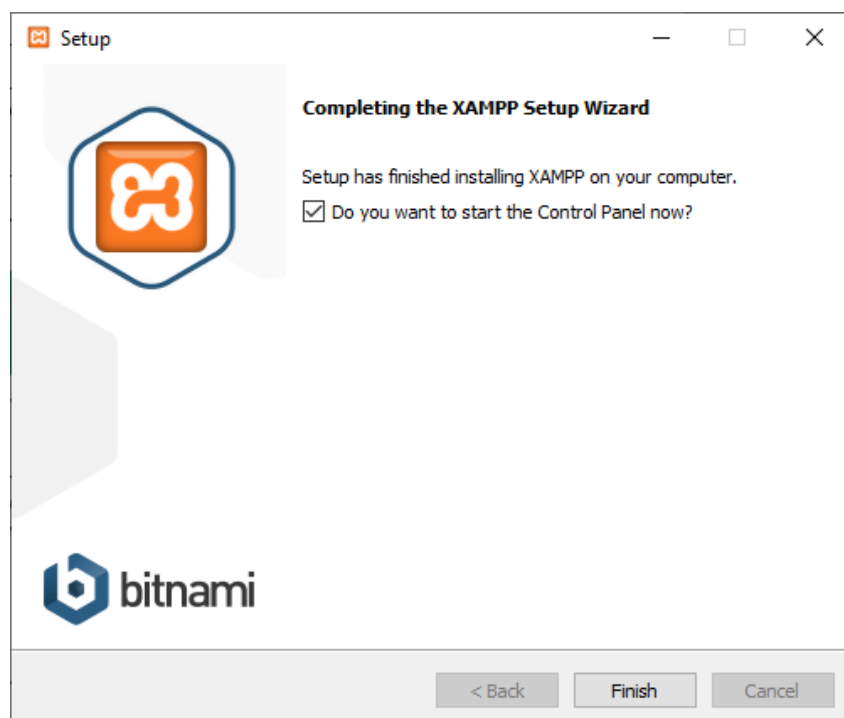 Setup
Completing the XAMPP Setup Wizard
Setup has finished installing XAMPP on your computer.
Do you want to start the Control Panel now?
bitnami
< Back
Finish
Cancel